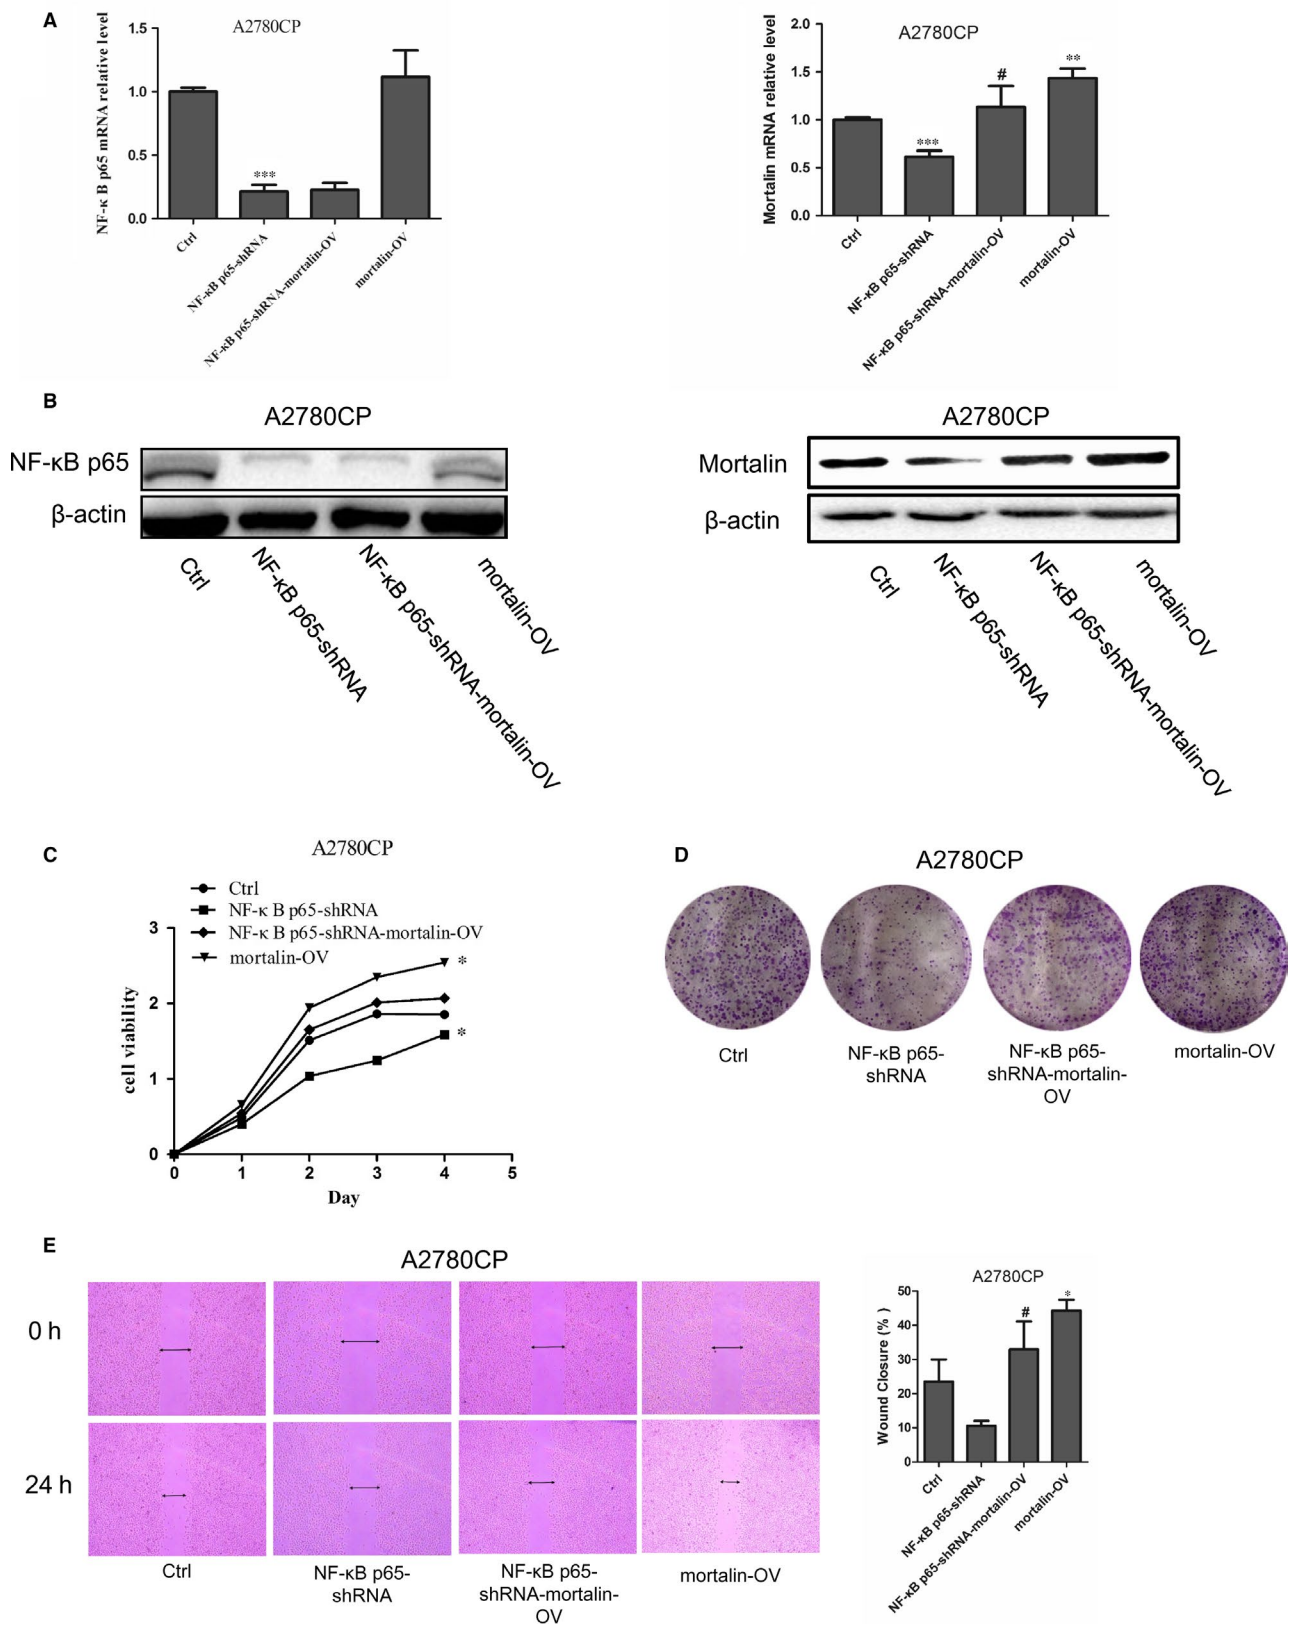 A
A2780CP
NF-κ B p65 mRNA relative level
1.5
1.0
0.5
0.0
***
Ctrl
NF-κB p65-shRNA
NF-κB p65-shRNA-mortalin-OV
mortalin-OV
A2780CP
Mortalin mRNA relative level
2.0
1.5
1.0
0.5
0.0
***
#
**
Ctrl
NF-κB p65-shRNA
NF-κB p65-shRNA-mortalin-OV
mortalin-OV
B
A2780CP
NF-κB p65
β-actin
Ctrl
NF-κB p65-shRNA
NF-κB p65-shRNA-mortalin-OV
mortalin-OV
A2780CP
Mortalin
β-actin
Ctrl
NF-κB p65-shRNA
NF-κB p65-shRNA-mortalin-OV
mortalin-OV
C
A2780CP
Ctrl
NF-κ B p65-shRNA
NF-κ B p65-shRNA-mortalin-OV
mortalin-OV
cell viability
3
2
1
0
*
*
0 1 2 3 4 5
Day
D
A2780CP
Ctrl
NF-κB p65-
shRNA
NF-κB p65-
shRNA-mortalin-
OV
mortalin-OV
E
A2780CP
0 h
24 h
Ctrl
NF-κB p65-
shRNA
NF-κB p65-
shRNA-mortalin-
OV
mortalin-OV
A2780CP
Wound Closure (% )
50
40
30
20
10
0
#
*
Ctrl
NF-κB p65-shRNA
NF-κB p65-shRNA-mortalin-OV
mortalin-OV